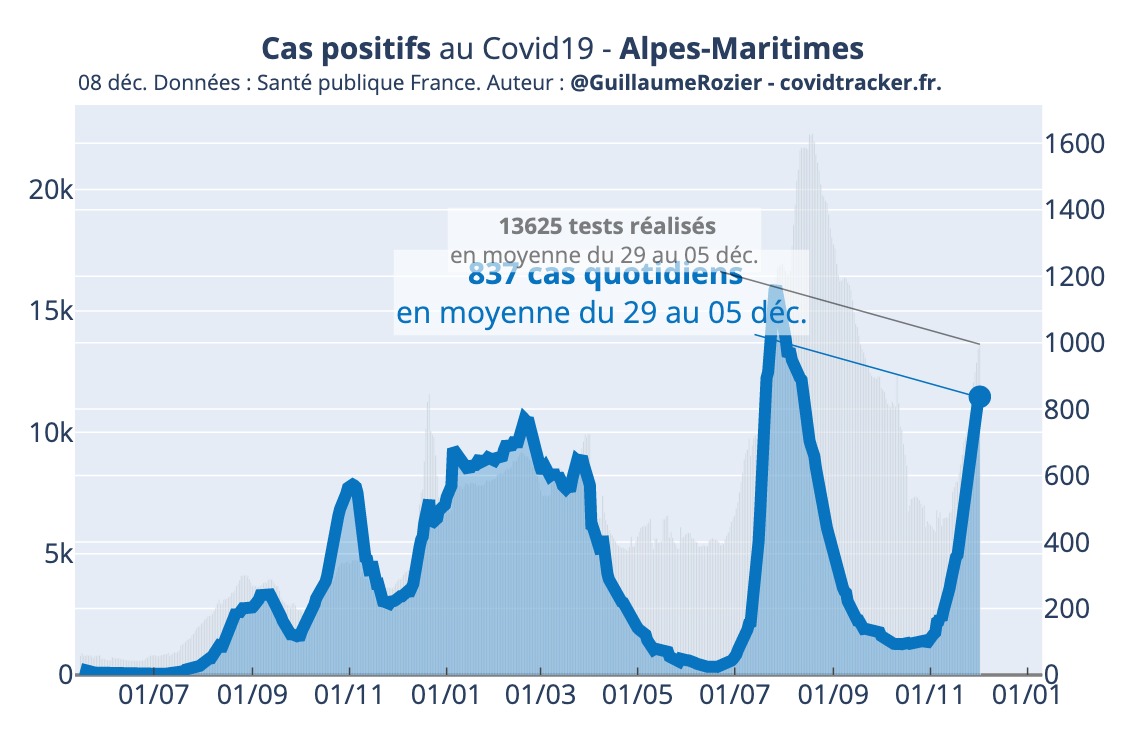 Cas positifs au Covid19 - Alpes-Maritimes
08 déc. Données : Santé publique France. Auteur : @GuillaumeRozier - covidtracker.fr.
13625 tests réalisés
en moyenne du 29 au 05 déc.
837 cas quotidiens
en moyenne du 29 au 05 déc.
20k
15k
10k
5k
0
1600
1400
1200
1000
800
600
400
200
0
01/07 01/09 01/11 01/01 01/03 01/05 01/07 01/09 01/11 01/01